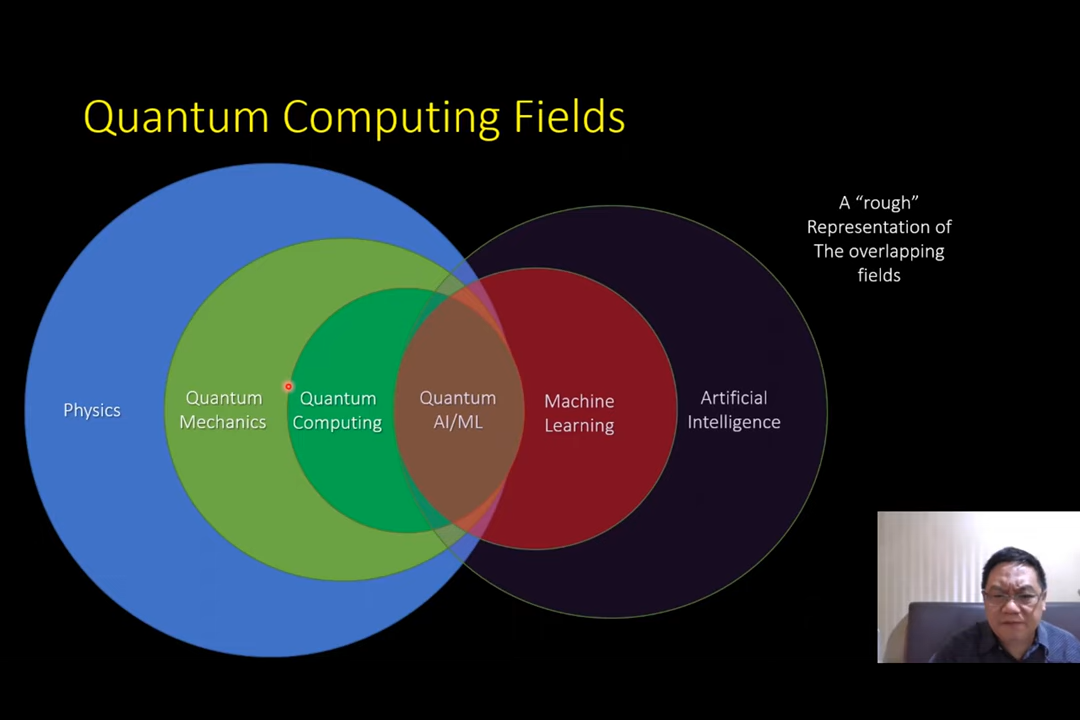 Quantum Computing Fields
A “rough”
Representation of
The overlapping
fields
Physics
Quantum
Mechanics
Quantum
Computing
Quantum
AI/ML
Machine
Learning
Artificial
Intelligence